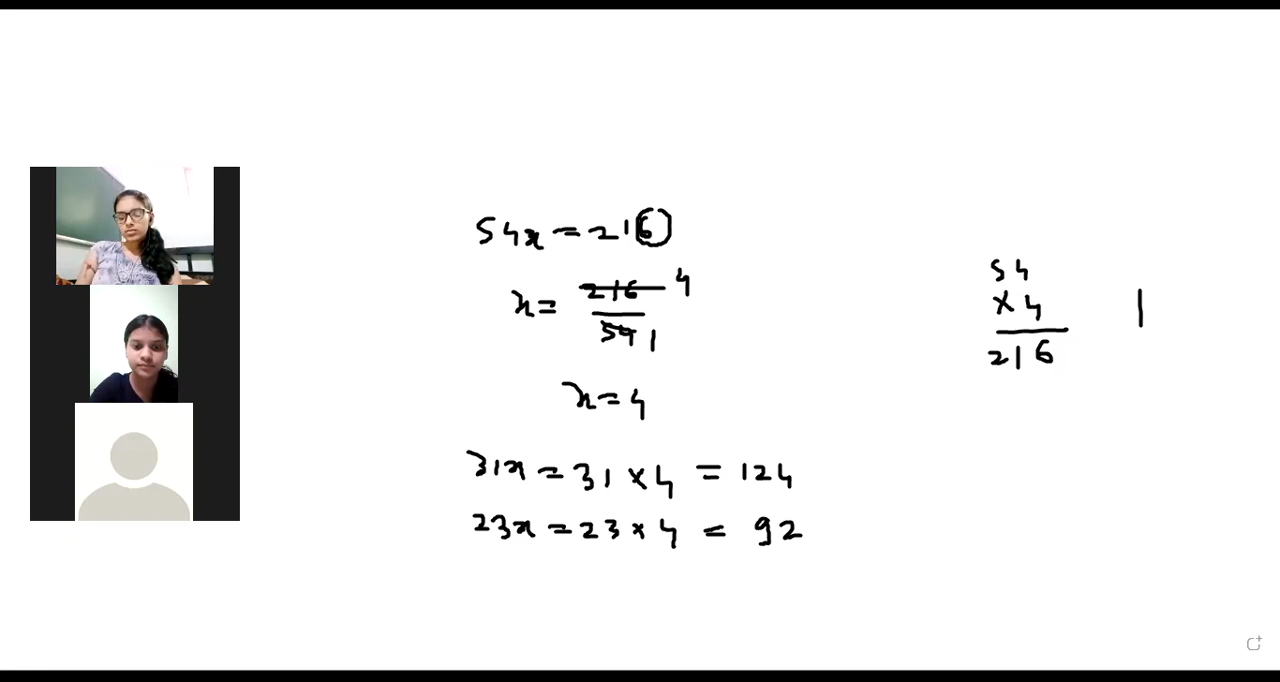 54x = 216
x = 216 4
54 1
x = 4
31x = 31 × 4 = 124
23x = 23 × 4 = 92
54
× 4
216
|